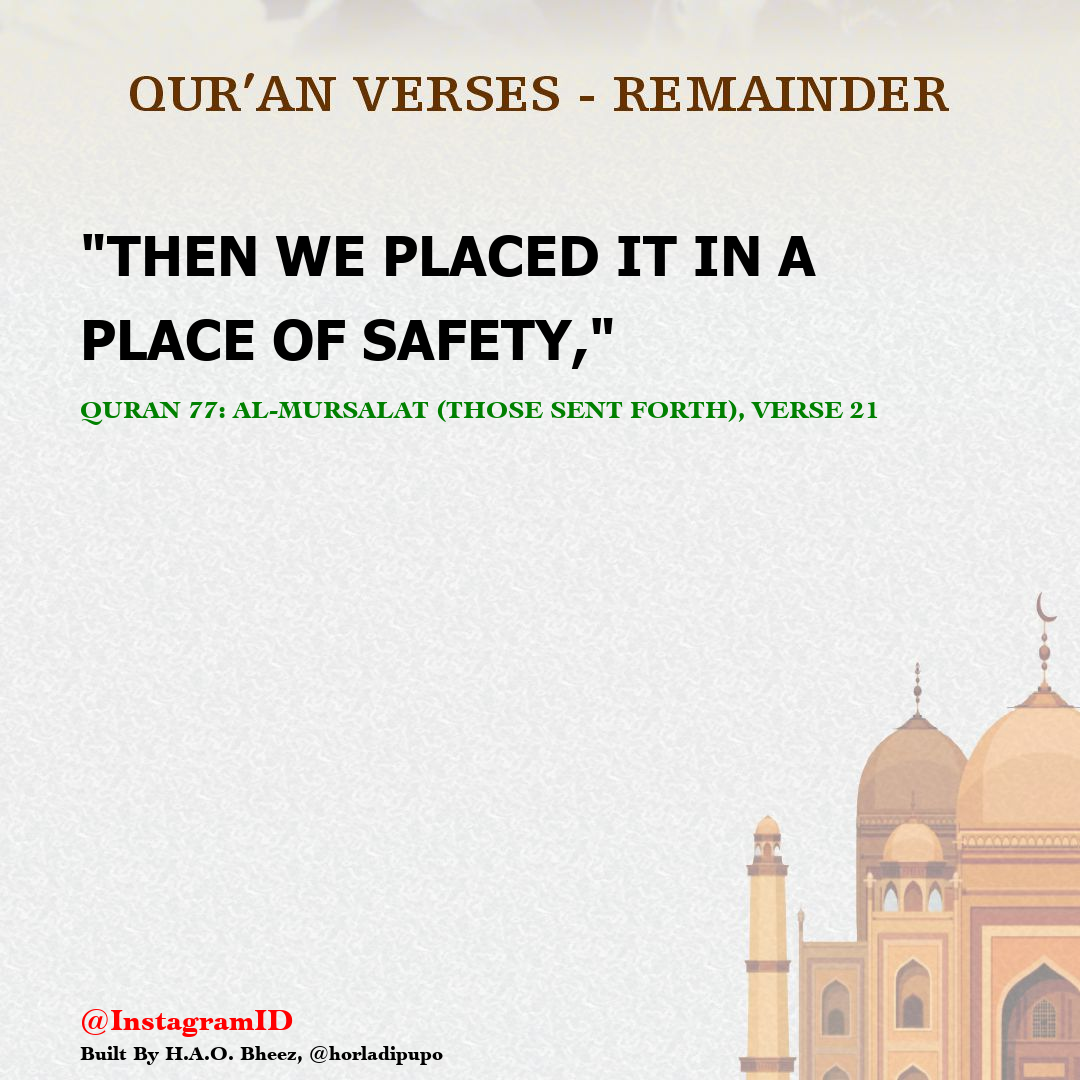 QUR'AN VERSES - REMAINDER
"THEN WE PLACED IT IN A
PLACE OF SAFETY,"
QURAN 77: AL-MURSALAT (THOSE SENT FORTH), VERSE 21
@InstagramID
Built By H.A.O. Bheez, @horladipupo